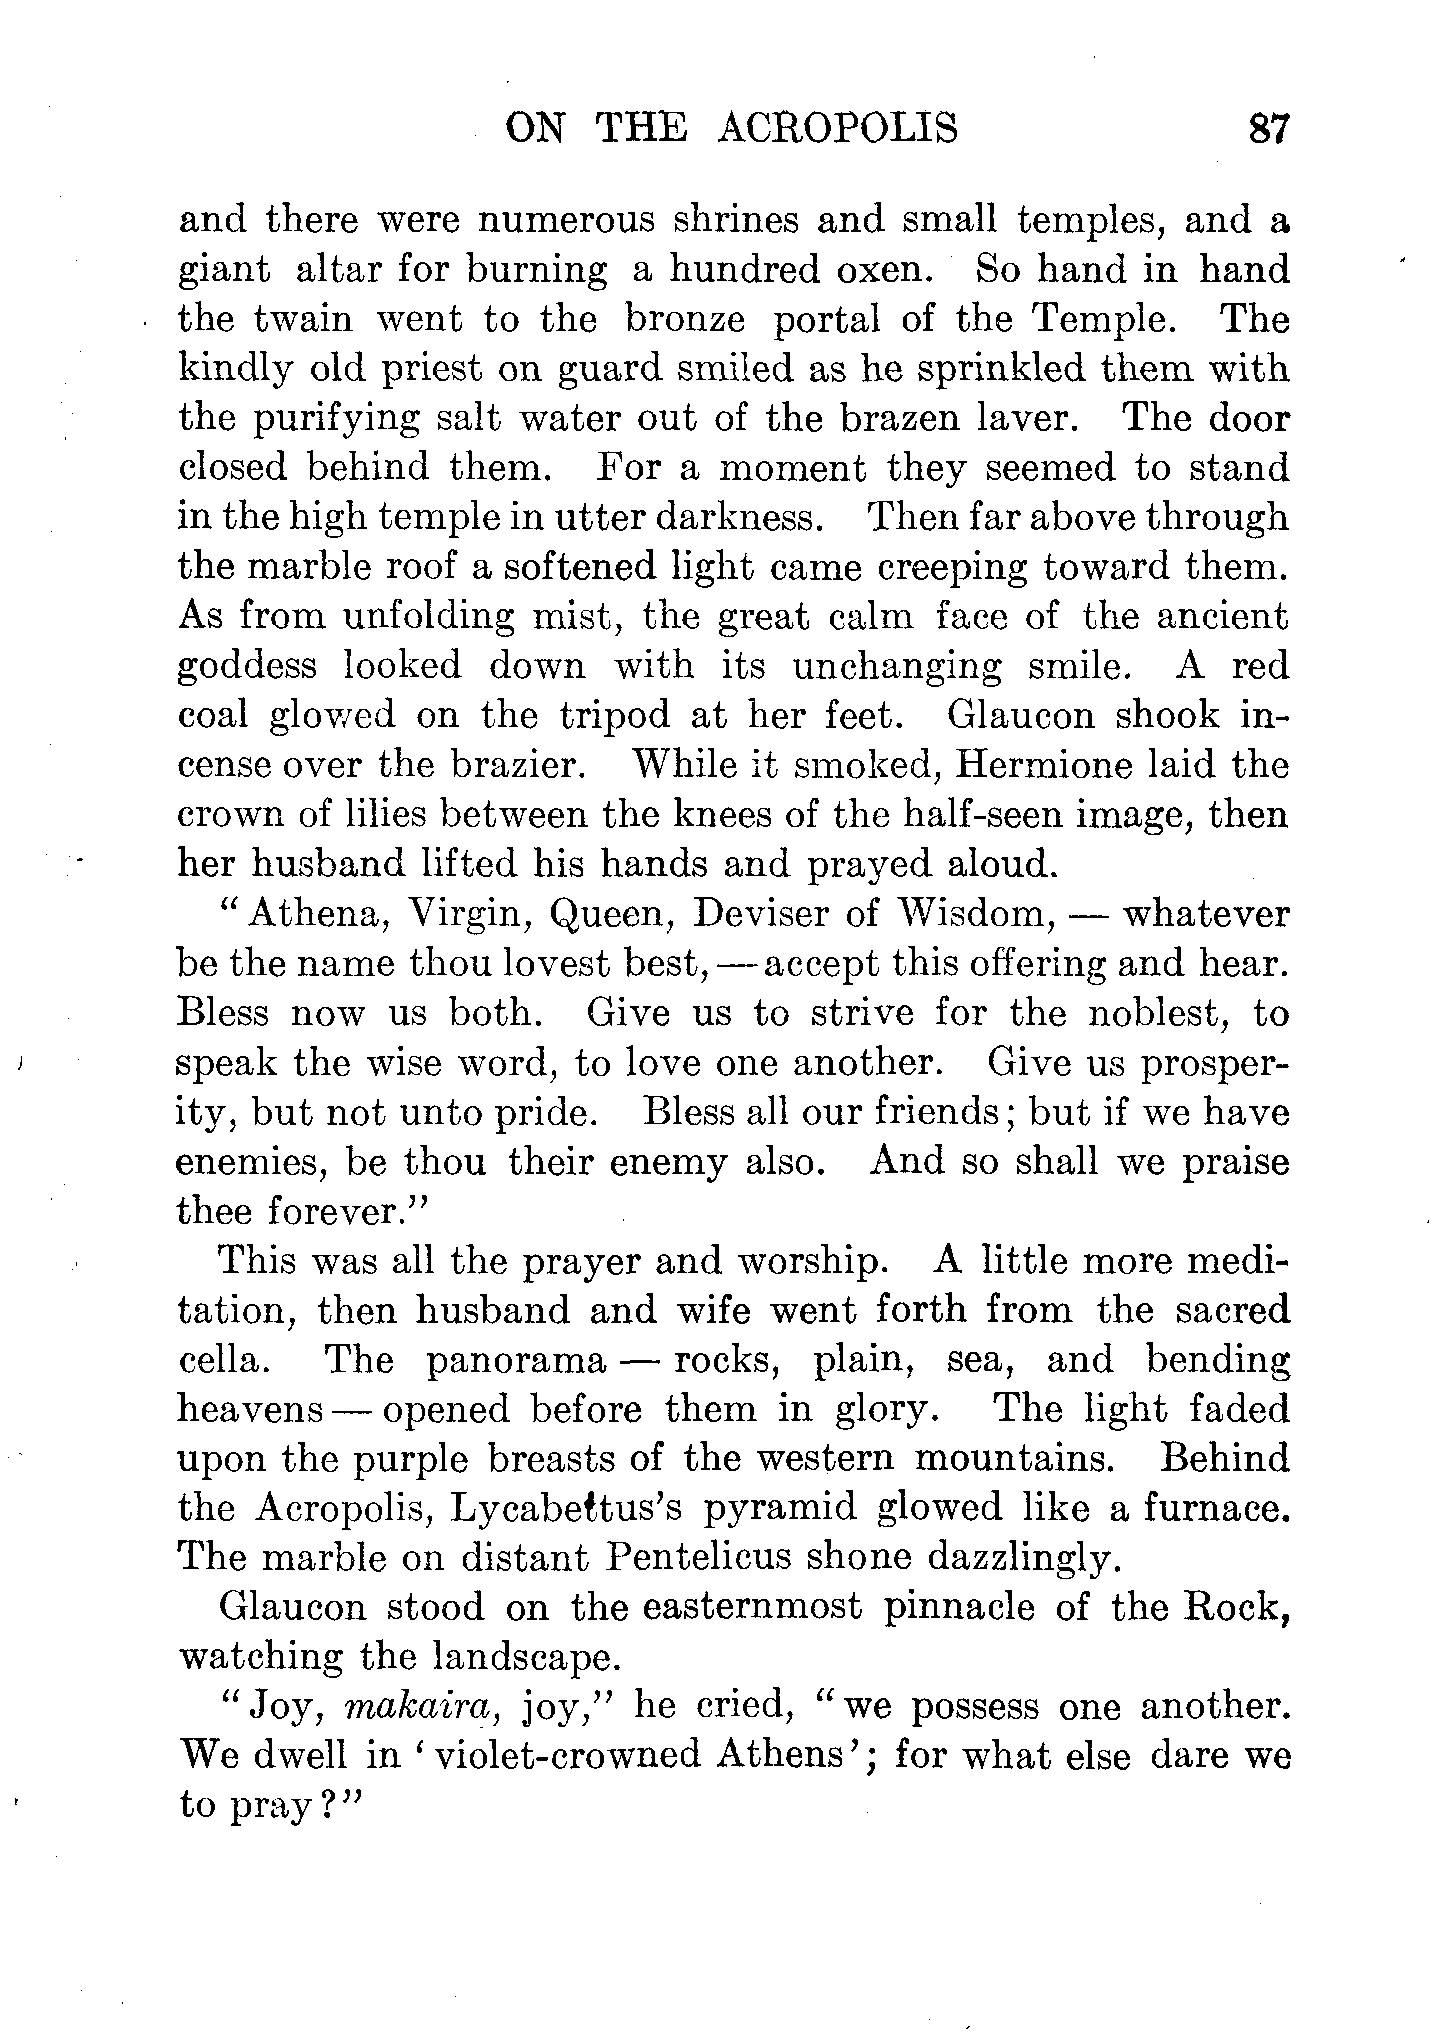 ON THE ACROPOLIS 87
and there were numerous shrines and small temples, and a
giant altar for burning a hundred oxen. So hand in hand
the twain went to the bronze portal of the Temple. The
kindly old priest on guard smiled as he sprinkled them with
the purifying salt water out of the brazen laver. The door
closed behind them. For a moment they seemed to stand
in the high temple in utter darkness. Then far above through
the marble roof a softened light came creeping toward them.
As from unfolding mist, the great calm face of the ancient
goddess looked down with its unchanging smile. A red
coal glowed on the tripod at her feet. Glaucon shook in-
cense over the brazier. While it smoked, Hermione laid the
crown of lilies between the knees of the half-seen image, then
her husband lifted his hands and prayed aloud.
"Athena, Virgin, Queen, Deviser of Wisdom, — whatever
be the name thou lovest best, — accept this offering and hear.
Bless now us both. Give us to strive for the noblest, to
speak the wise word, to love one another. Give us prosper-
ity, but not unto pride. Bless all our friends; but if we have
enemies, be thou their enemy also. And so shall we praise
thee forever."
This was all the prayer and worship. A little more medi-
tation, then husband and wife went forth from the sacred
cella. The panorama — rocks, plain, sea, and bending
heavens — opened before them in glory. The light faded
upon the purple breasts of the western mountains. Behind
the Acropolis, Lycabettus's pyramid glowed like a furnace.
The marble on distant Pentelicus shone dazzlingly.
Glaucon stood on the easternmost pinnacle of the Rock,
watching the landscape.
"Joy, makaira, joy," he cried, "we possess one another.
We dwell in 'violet-crowned Athens'; for what else dare we
to pray?"